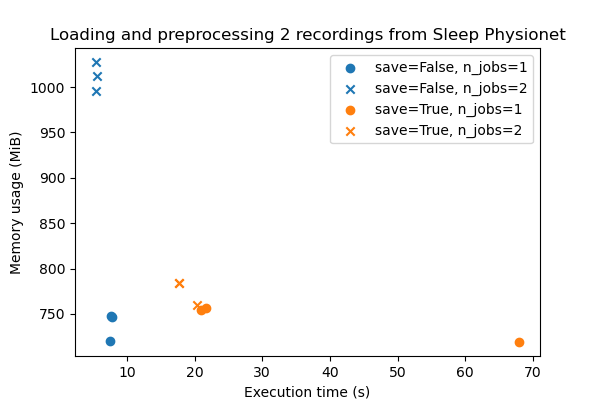 Loading and preprocessing 2 recordings from Sleep Physionet
save=False, n_jobs=1
save=False, n_jobs=2
save=True, n_jobs=1
save=True, n_jobs=2
Memory usage (MiB)
1000
950
900
850
800
750
10 20 30 40 50 60 70
Execution time (s)